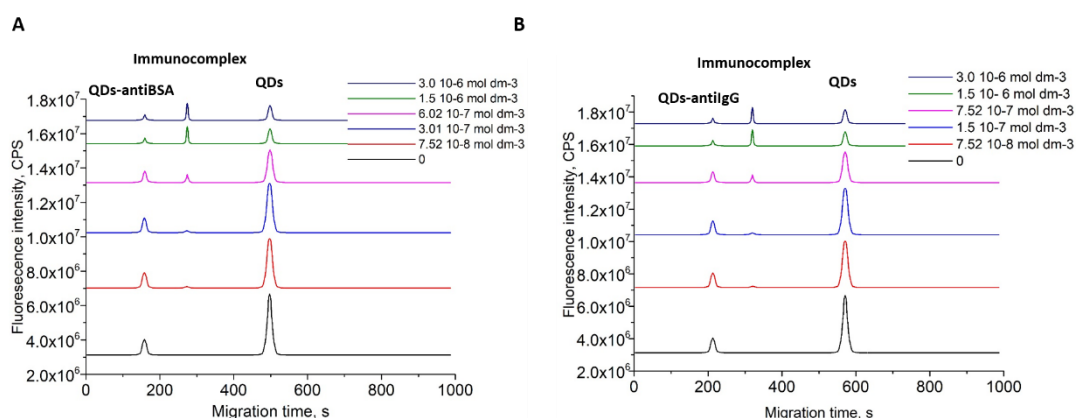 A
Immunocomplex
QDs-antiBSA
QDs
3.0 10-6 mol dm-3
1.5 10-6 mol dm-3
6.02 10-7 mol dm-3
3.01 10-7 mol dm-3
7.52 10-8 mol dm-3
0
Fluoresecence intensity, CPS
1.8x10⁷
1.6x10⁷
1.4x10⁷
1.2x10⁷
1.0x10⁷
8.0x10⁶
6.0x10⁶
4.0x10⁶
2.0x10⁶
0 200 400 600 800 1000
Migration time, s
B
Immunocomplex
QDs-antiIgG
QDs
3.0 10-6 mol dm-3
1.5 10- 6 mol dm-3
7.52 10-7 mol dm-3
1.5 10-7 mol dm-3
7.52 10-8 mol dm-3
0
Fluorescence intensity, CPS
1.8x10⁷
1.6x10⁷
1.4x10⁷
1.2x10⁷
1.0x10⁷
8.0x10⁶
6.0x10⁶
4.0x10⁶
2.0x10⁶
0 200 400 600 800 1000
Migration time, s